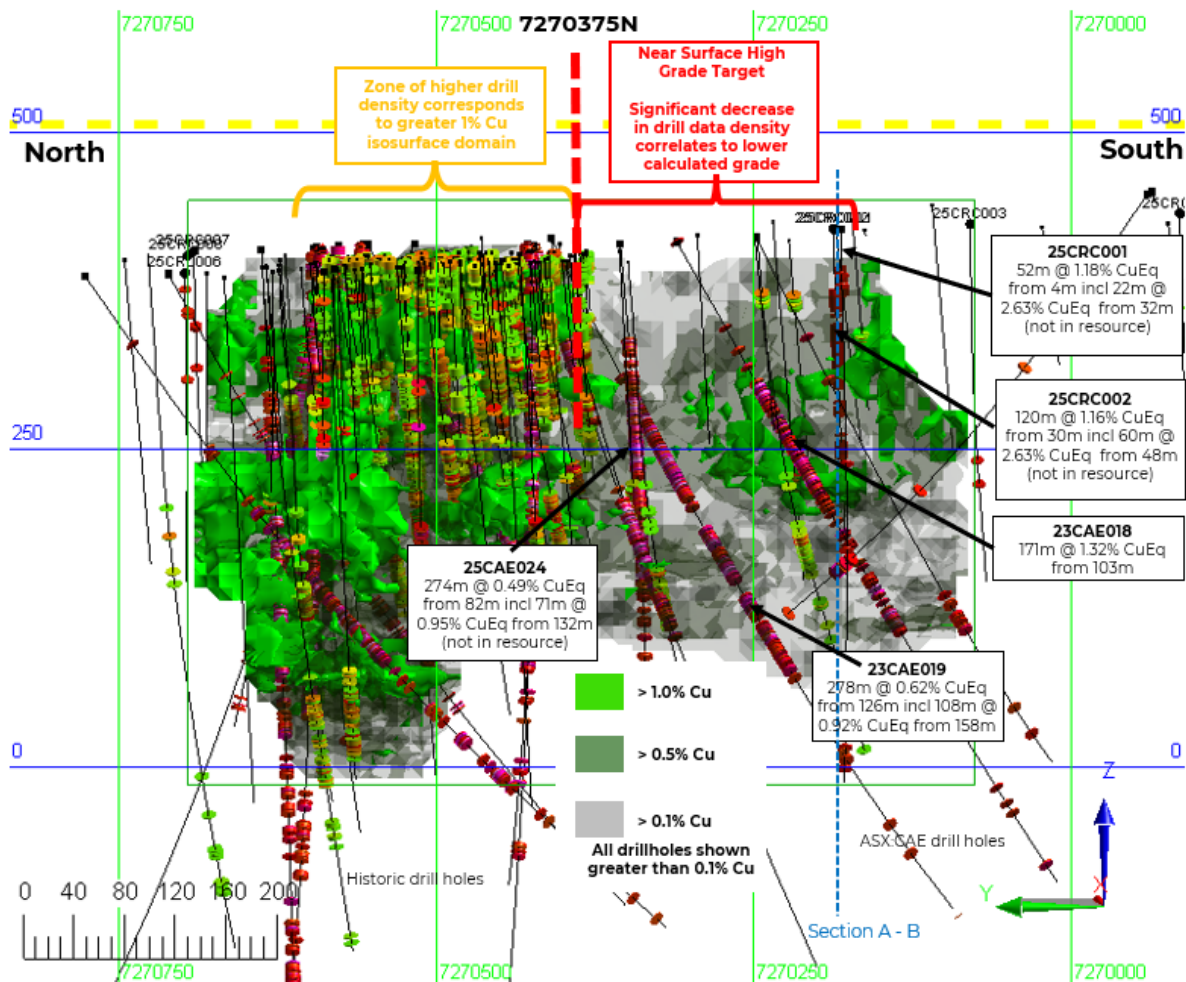 7270750
7270500
7270375N
7270250
7270000
Near Surface High
Grade Target
Significant decrease
in drill data density
correlates to lower
calculated grade
Zone of higher drill
density corresponds
to greater 1% Cu
isosurface domain
500
500
North
South
25CRC007
25CRC003
25CRC001
52m @ 1.18% CuEq
from 4m incl 22m @
2.63% CuEq from 32m
(not in resource)
25CRC002
120m @ 1.16% CuEq
from 30m incl 60m @
2.63% CuEq from 48m
(not in resource)
250
23CAE018
171m @ 1.32% CuEq
from 103m
25CAE024
274m @ 0.49% CuEq
from 82m incl 71m @
0.95% CuEq from 132m
(not in resource)
23CAE019
278m @ 0.62% CuEq
from 126m incl 108m @
0.92% CuEq from 158m
> 1.0% Cu
> 0.5% Cu
> 0.1% Cu
0
0
All drillholes shown
greater than 0.1% Cu
Historic drill holes
ASX:CAE drill holes
Z
Y
X
0 40 80 120 160 200
Section A - B
7270750
7270500
7270250
7270000